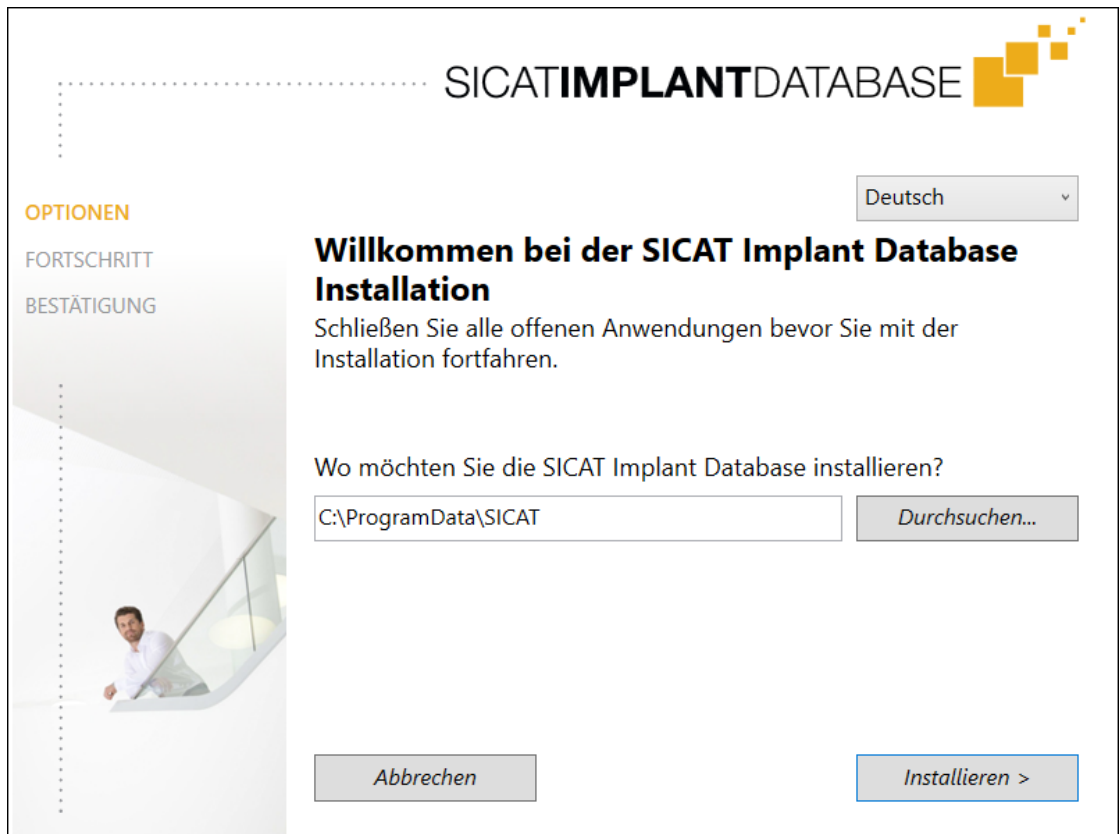 SICATIMPLANTDATABASE
Deutsch
OPTIONEN
FORTSCHRITT
BESTÄTIGUNG
Willkommen bei der SICAT Implant Database
Installation
Schließen Sie alle offenen Anwendungen bevor Sie mit der
Installation fortfahren.
Wo möchten Sie die SICAT Implant Database installieren?
C:\ProgramData\SICAT
Durchsuchen...
Abbrechen
Installieren >